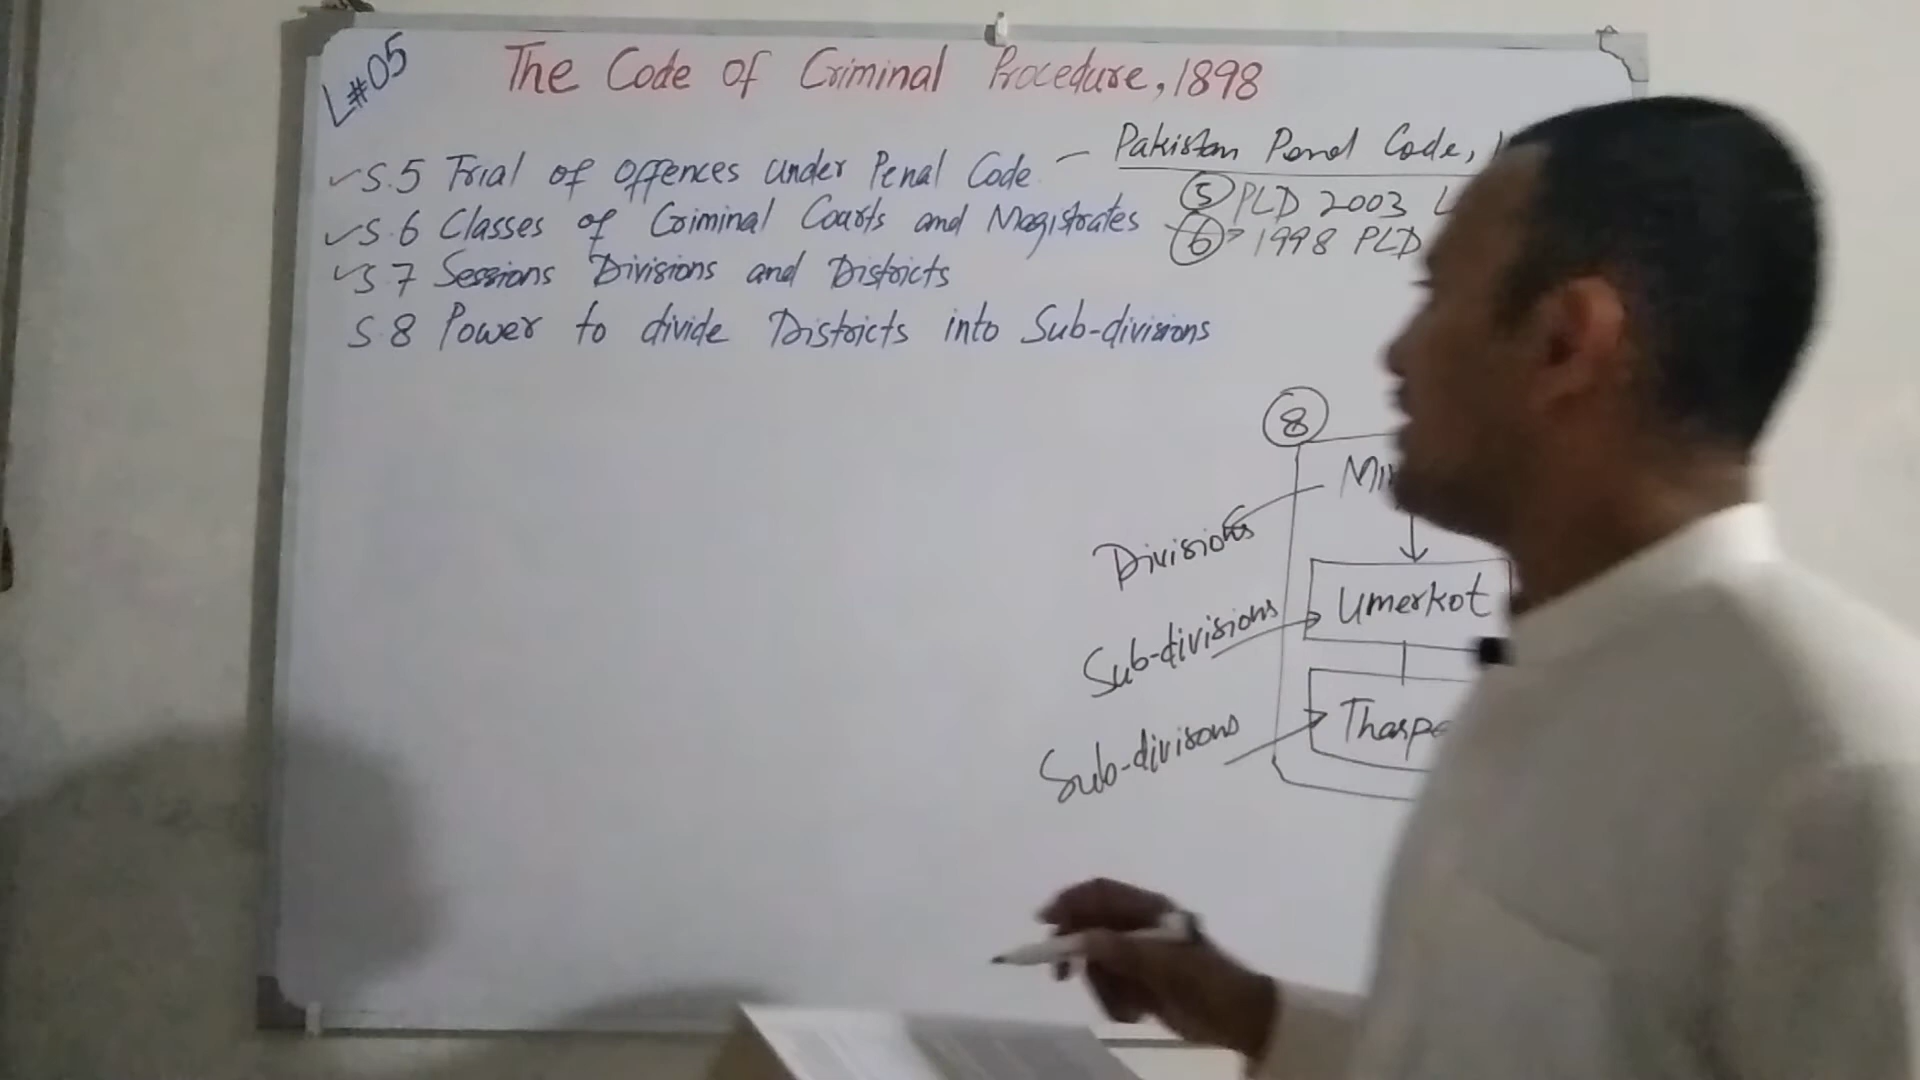 L#05
The Code of Criminal Procedure, 1898
S.5 Trial of Offences under Penal Code - Pakistan Penal Code,
S.6 Classes of Criminal Courts and Magistrates
S 7 Sessions Divisions and Districts
S.8 Power to divide Districts into Sub-divisions
5 PLD 2003 L
6 1998 PLD
8
Divisions
Sub-divisions Umerkot
Sub-divisons